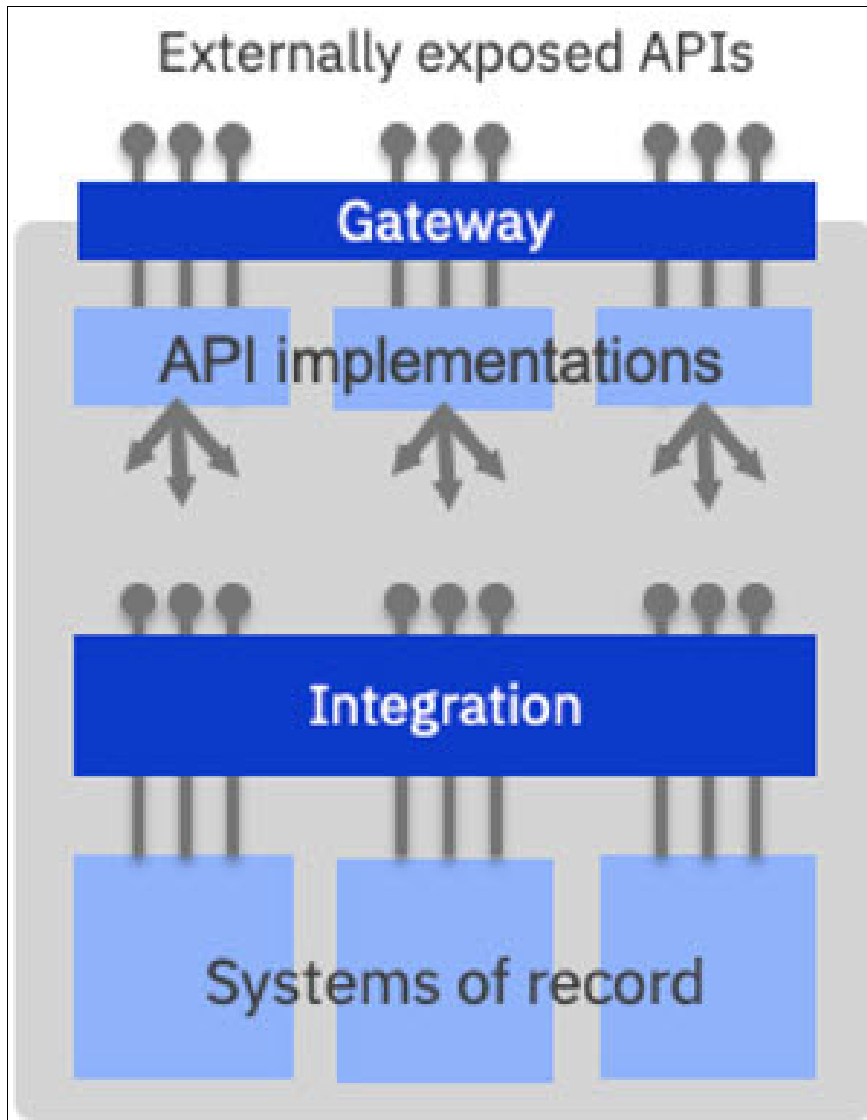 Externally exposed APIs
Gateway
API implementations
Integration
Systems of record